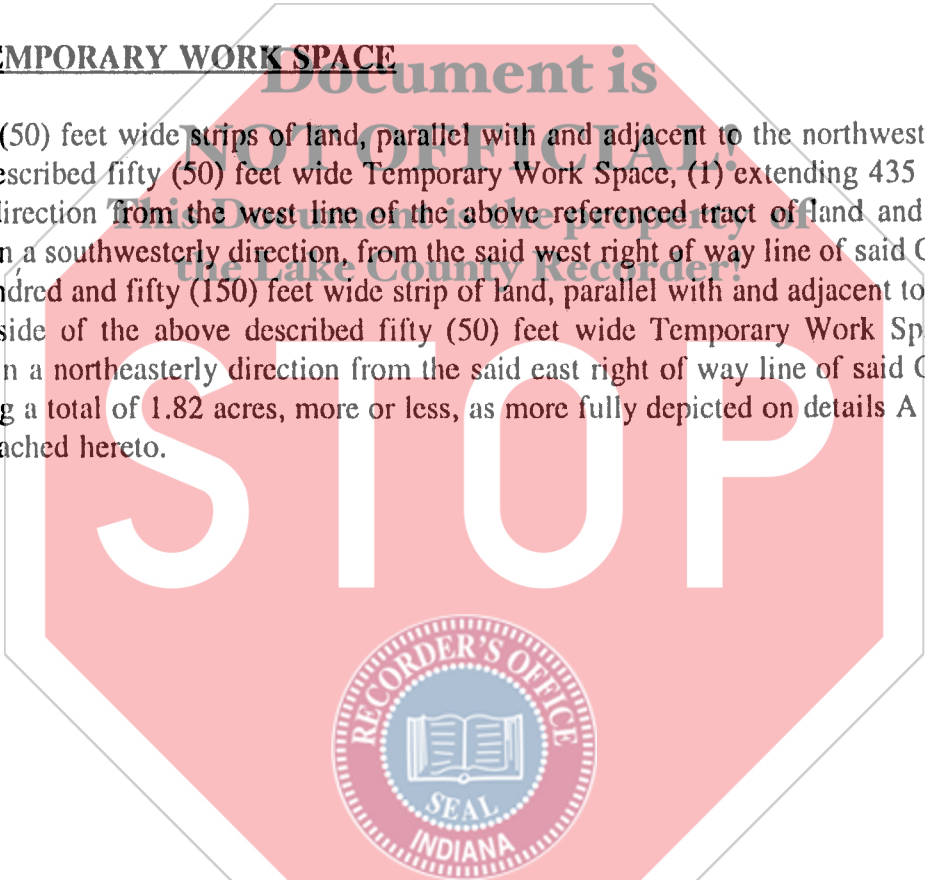 EMPORARY WORK SPACE
Document is
(50) feet wide strips of land, parallel with and adjacent to the northwest
NOT OFFICIAL!
escribed fifty (50) feet wide Temporary Work Space, (1) extending 435
direction from the west line of the above referenced tract of land and
This Document is the property of
n a southwesterly direction, from the said west right of way line of said C
the Lake County Recorder!
ndred and fifty (150) feet wide strip of land, parallel with and adjacent to
side of the above described fifty (50) feet wide Temporary Work Sp
n a northeasterly direction from the said east right of way line of said C
g a total of 1.82 acres, more or less, as more fully depicted on details A
ached hereto.
STOP
RECORDER'S OFFICE
SEAL
INDIANA